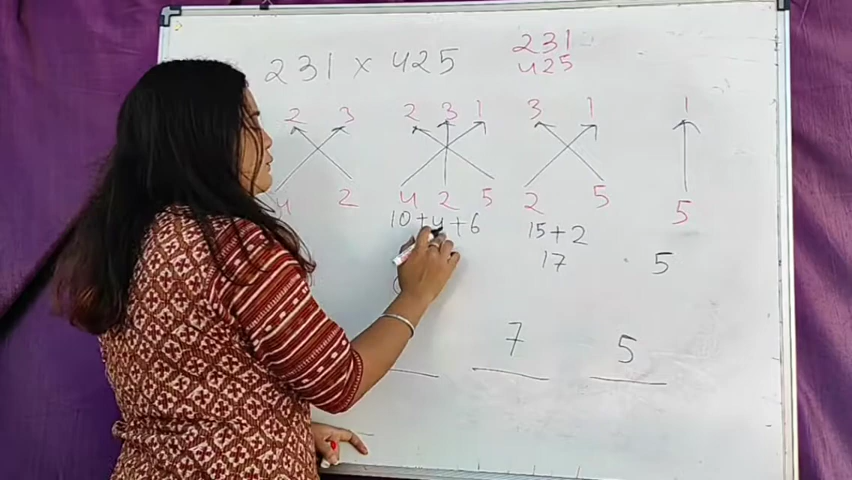 231 × 425
231
425
2 3 2 3 1 3 1 1
4 2 4 2 5 2 5 5
10+4+6 15+2
17 5
7 5